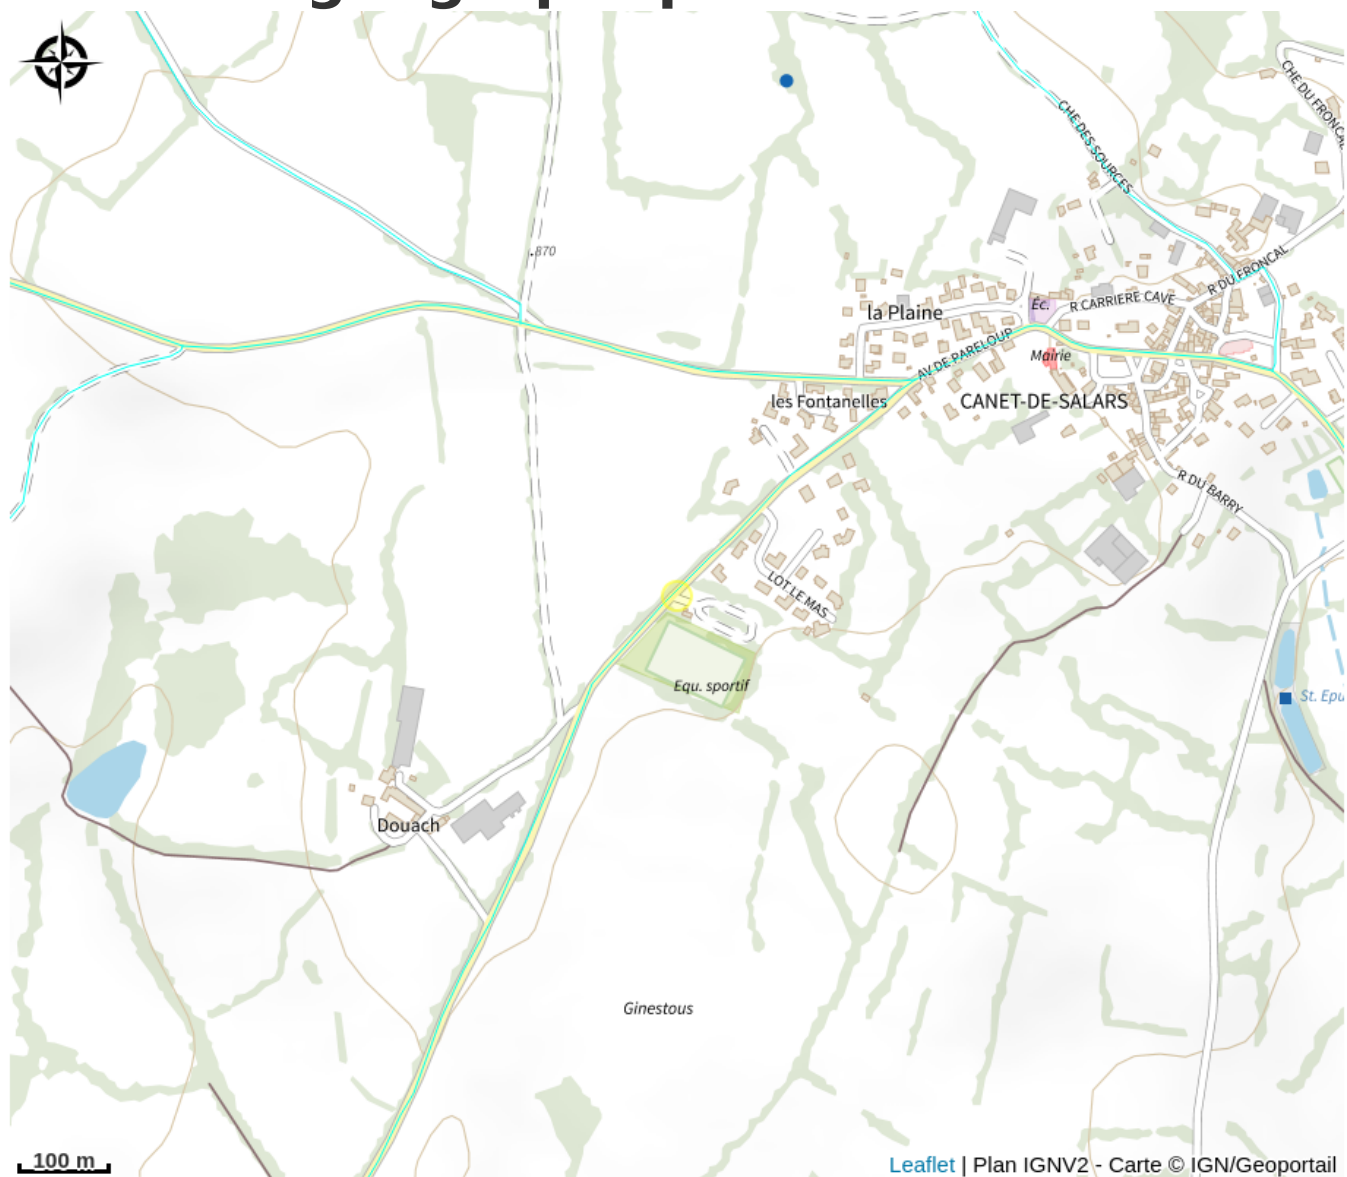 CHE DU FRONCAL
CHE DES SOURCES
870
R DU FRONCAL
Éc.
R CARRIERE CAVE
la Plaine
AV DE PARELOUP
Mairie
les Fontanelles
CANET-DE-SALARS
R DU BARRY
LOT LE MAS
Equ. sportif
St. Epu
Douach
Ginestous
100 m
Leaflet | Plan IGNV2 - Carte © IGN/Geoportail